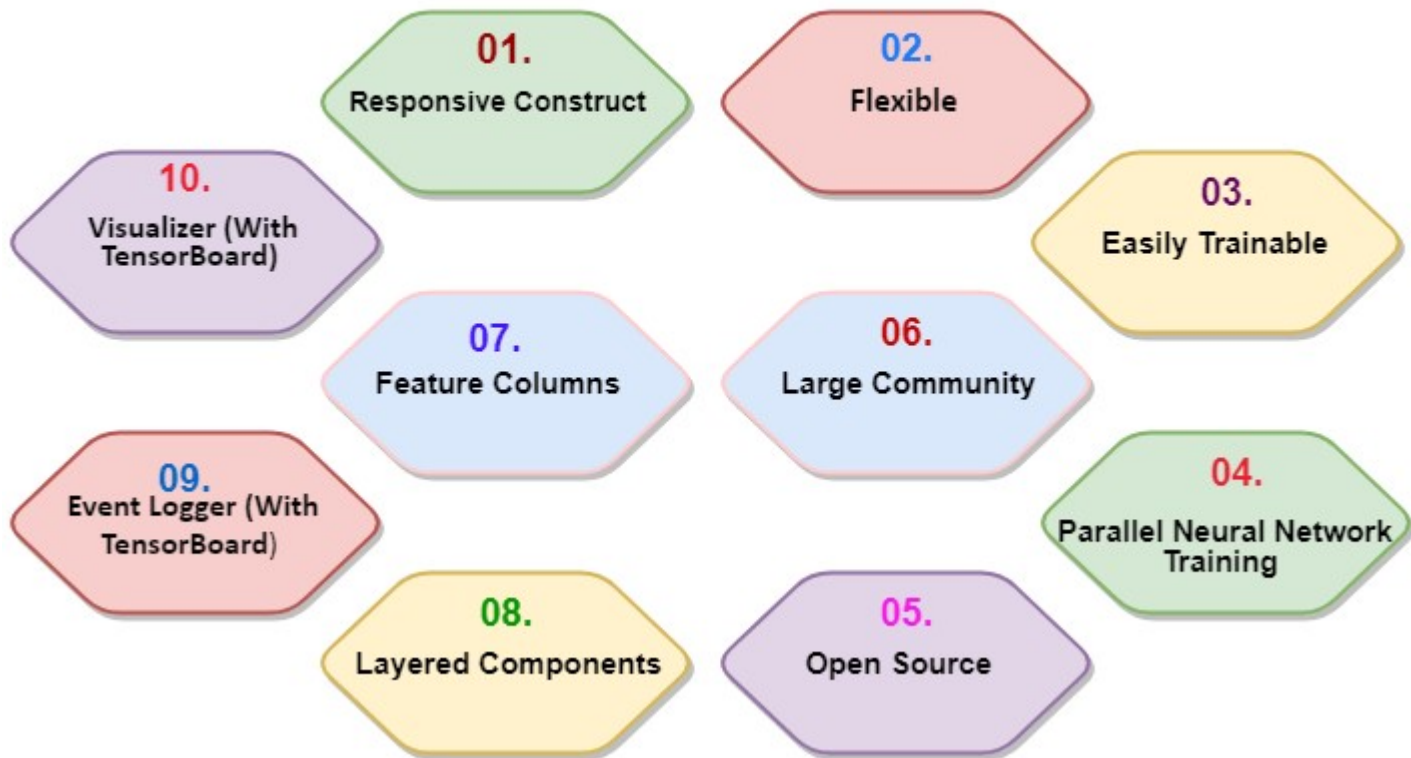 01.
Responsive Construct
02.
Flexible
10.
Visualizer (With
TensorBoard)
03.
Easily Trainable
07.
Feature Columns
06.
Large Community
09.
Event Logger (With
TensorBoard)
04.
Parallel Neural Network
Training
08.
Layered Components
05.
Open Source